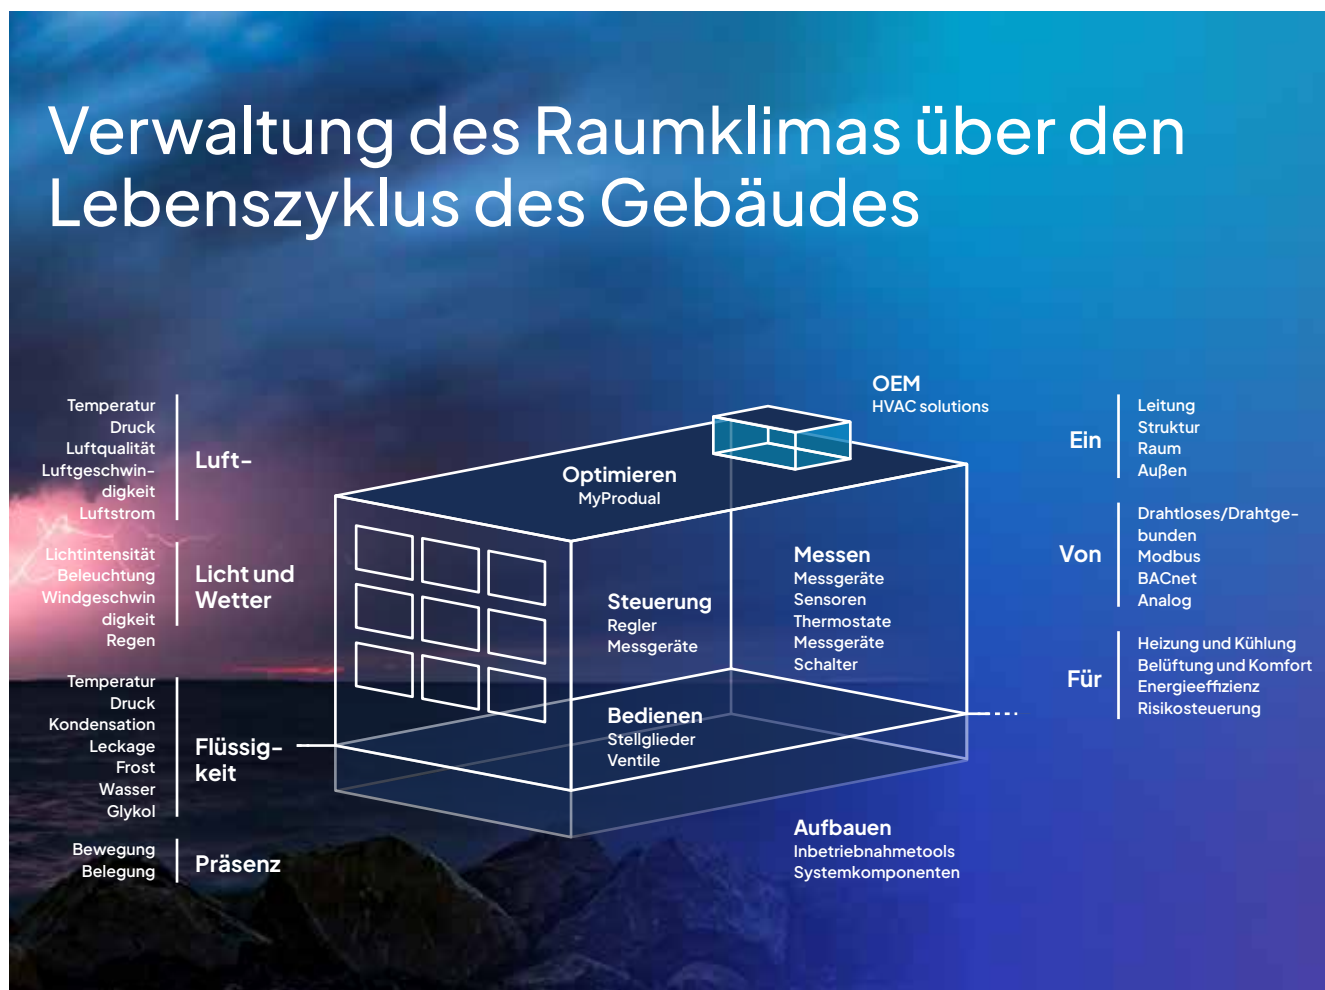 Verwaltung des Raumklimas über den
Lebenszyklus des Gebäudes
Temperatur
Druck
Luftqualität
Luftgeschwin-
digkeit
Luftstrom
Luft-
Lichtintensität
Beleuchtung
Windgeschwin
digkeit
Regen
Licht und
Wetter
Temperatur
Druck
Kondensation
Leckage
Frost
Wasser
Glykol
Flüssig-
keit
Bewegung
Belegung
Präsenz
OEM
HVAC solutions
Optimieren
MyProdual
Steuerung
Regler
Messgeräte
Messen
Messgeräte
Sensoren
Thermostate
Messgeräte
Schalter
Bedienen
Stellglieder
Ventile
Aufbauen
Inbetriebnahmetools
Systemkomponenten
Ein
Leitung
Struktur
Raum
Außen
Von
Drahtloses/Drahtge-
bunden
Modbus
BACnet
Analog
Für
Heizung und Kühlung
Belüftung und Komfort
Energieeffizienz
Risikosteuerung